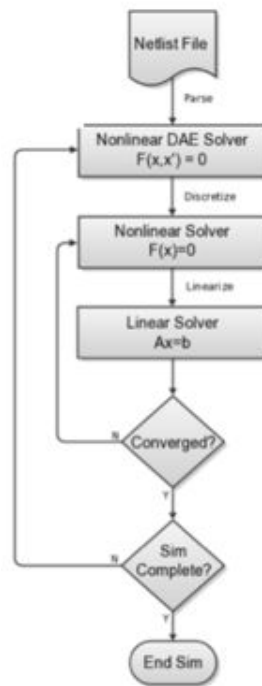 Netlist File
Parse
Nonlinear DAE Solver
F(x,x') = 0
Discretize
Nonlinear Solver
F(x)=0
Linearize
Linear Solver
Ax=b
N
Converged?
Y
N
Sim
Complete?
Y
End Sim